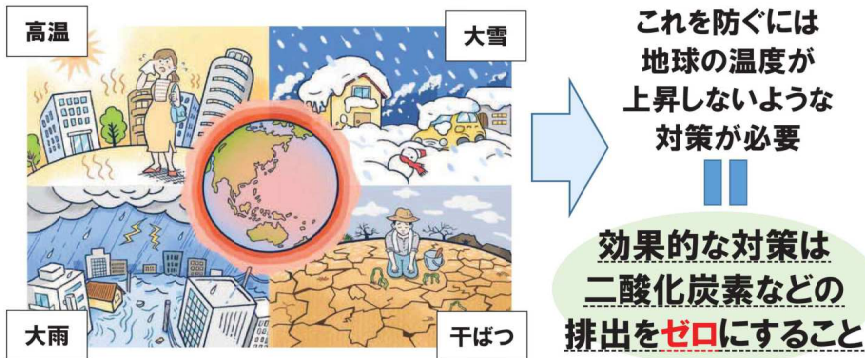 高温
大雪
大雨
干ばつ
これを防ぐには
地球の温度が
上昇しないような
対策が必要
効果的な対策は
二酸化炭素などの
排出をゼロにすること